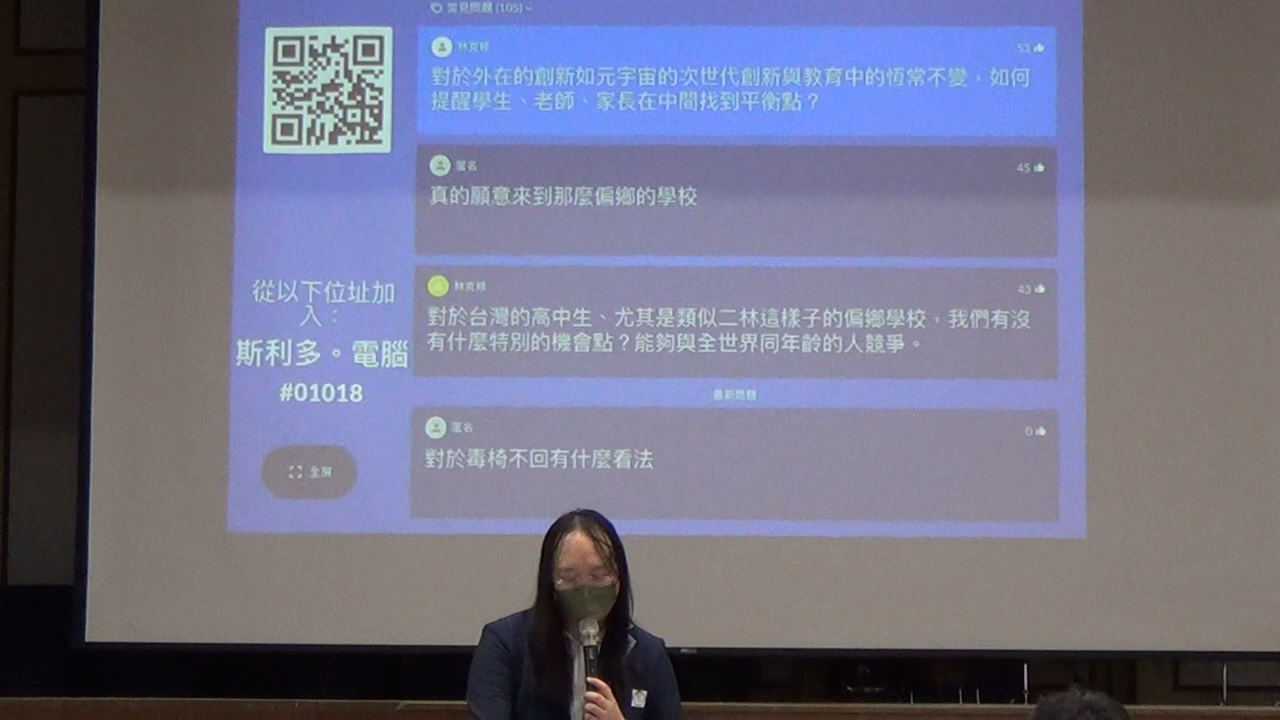 常見問題 (105)
林克修 53
對於外在的創新如元宇宙的次世代創新與教育中的恆常不變，如何
提醒學生、老師、家長在中間找到平衡點？
匿名 45
真的願意來到那麼偏鄉的學校
林克修 43
對於台灣的高中生、尤其是類似二林這樣子的偏鄉學校，我們有沒
有什麼特別的機會點？能夠與全世界同年齡的人競爭。
最新問題
匿名 0
對於毒椅不回有什麼看法
從以下位址加
入：
斯利多。電腦
#01018
全屏